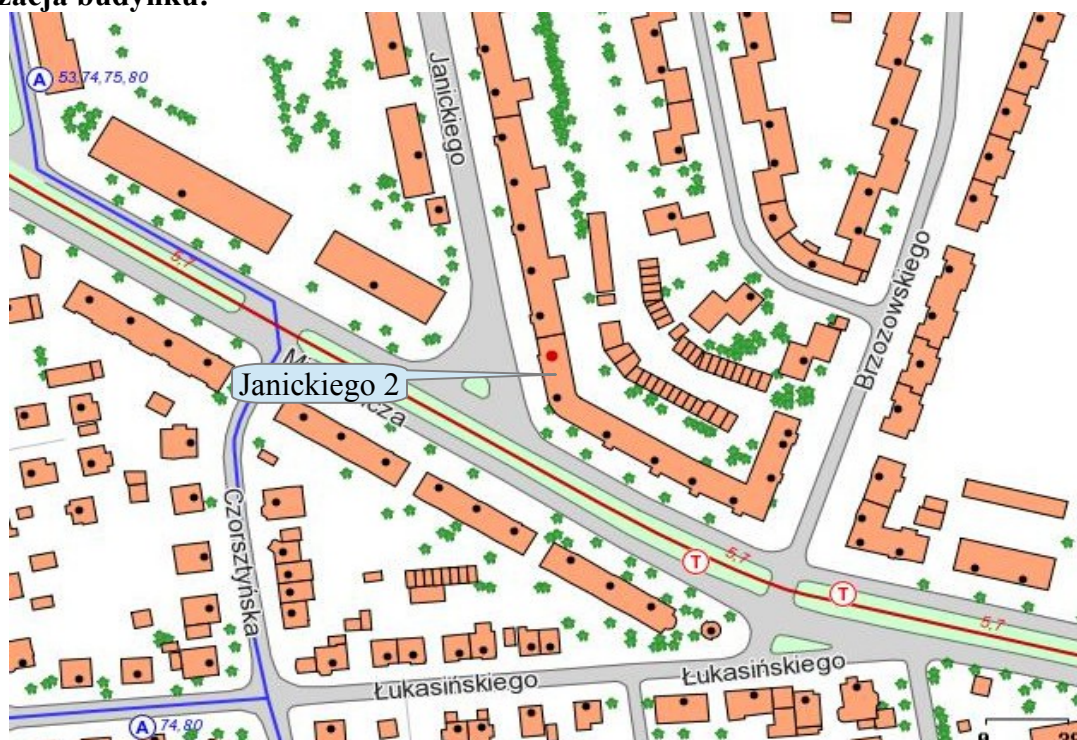 budynku:
A 53,74,75,80
Janickiego
5,7
Brzozowskiego
Janickiego 2
Czorsztyńska
5,7
T
T
5,7
Łukasińskiego
Łukasińskiego
A 74,80